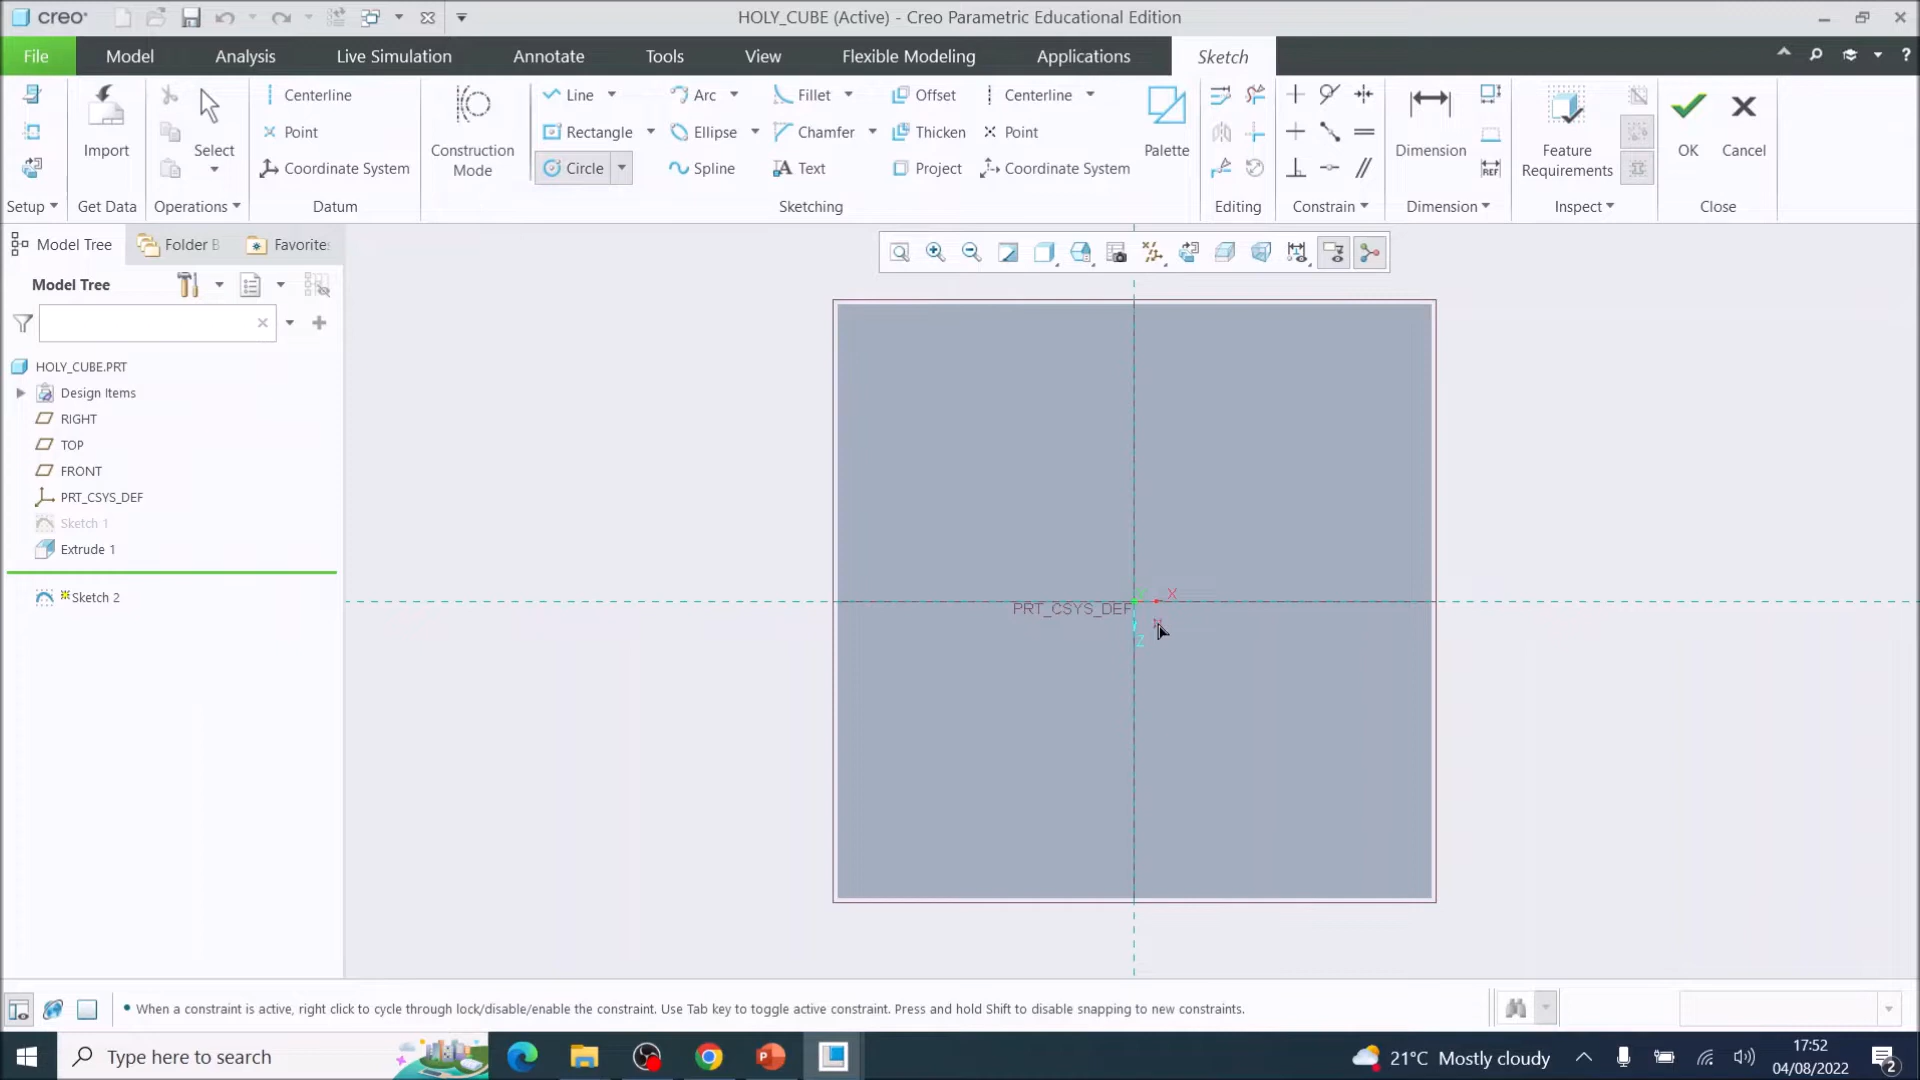 creo
HOLY_CUBE (Active) - Creo Parametric Educational Edition
File Model Analysis Live Simulation Annotate Tools View Flexible Modeling Applications Sketch
?
Centerline Line Arc Fillet Offset Centerline
Point Rectangle Ellipse Chamfer Thicken Point
Coordinate System Circle Spline Text Project Coordinate System
Import Select Construction Mode Palette Dimension Feature Requirements OK Cancel
REF
Setup Get Data Operations Datum Sketching Editing Constrain Dimension Inspect Close
Model Tree Folder B Favorite
Model Tree
HOLY_CUBE.PRT
Design Items
RIGHT
TOP
FRONT
PRT_CSYS_DEF
Sketch 1
Extrude 1
Sketch 2
X
PRT_CSYS_DEF
Z
When a constraint is active, right click to cycle through lock/disable/enable the constraint. Use Tab key to toggle active constraint. Press and hold Shift to disable snapping to new constraints.
Type here to search
21°C Mostly cloudy
17:52
04/08/2022
2